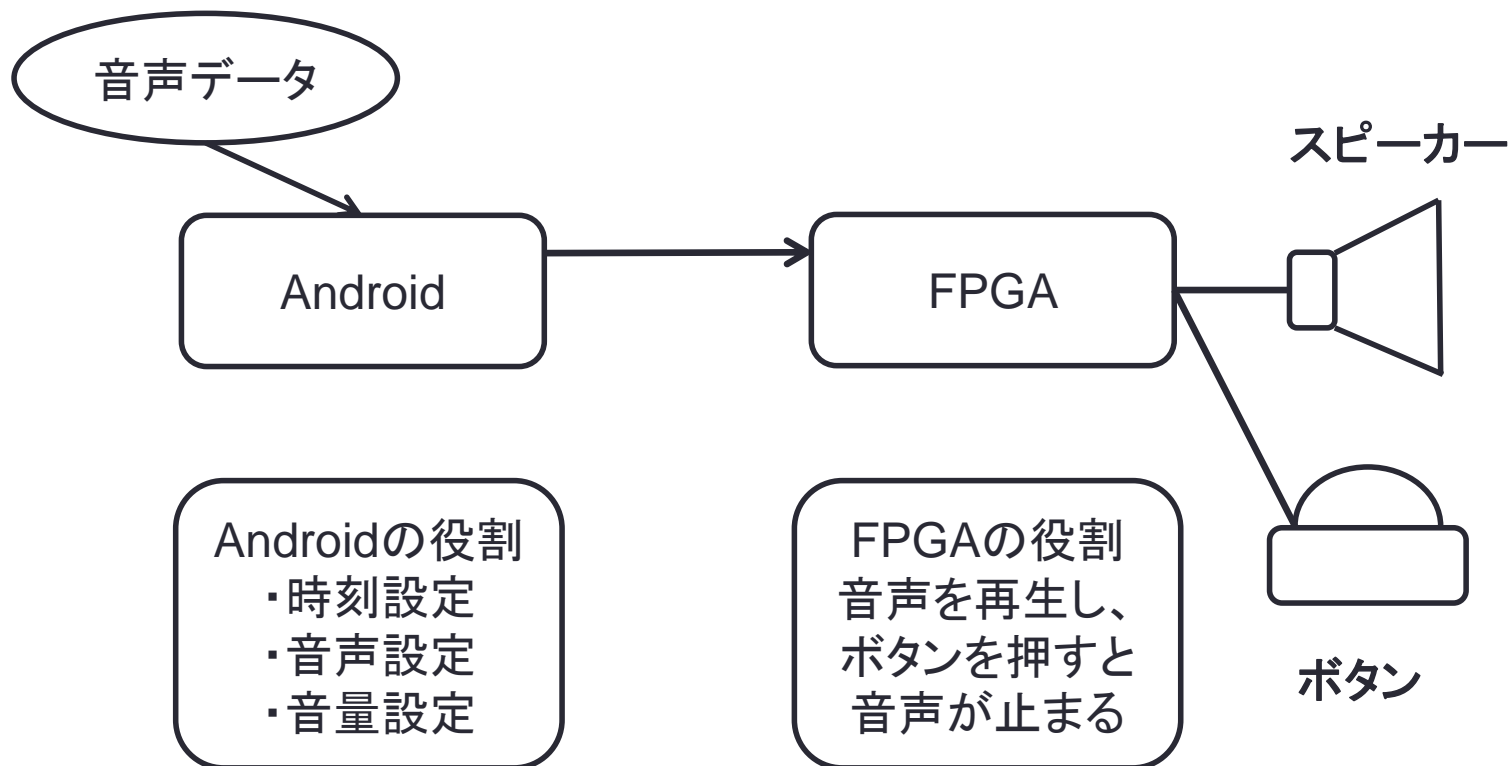 音声データ
スピーカー
Android
FPGA
Androidの役割
・時刻設定
・音声設定
・音量設定
FPGAの役割
音声を再生し、
ボタンを押すと
音声が止まる
ボタン